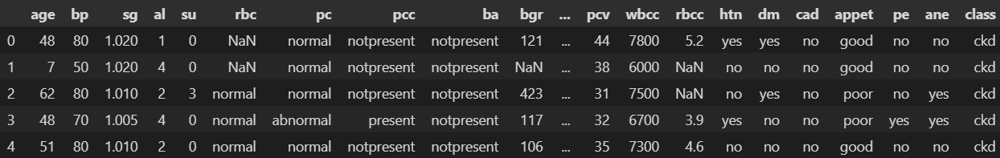 age bp sg al su rbc pc pcc ba bgr ... pcv wbcc rbcc htn dm cad appet pe ane class
0 48 80 1.020 1 0 NaN normal notpresent notpresent 121 ... 44 7800 5.2 yes yes no good no no ckd
1 7 50 1.020 4 0 NaN normal notpresent notpresent NaN ... 38 6000 NaN no no no good no no ckd
2 62 80 1.010 2 3 normal normal notpresent notpresent 423 ... 31 7500 NaN no yes no poor no yes ckd
3 48 70 1.005 4 0 normal abnormal present notpresent 117 ... 32 6700 3.9 yes no no poor yes yes ckd
4 51 80 1.010 2 0 normal normal notpresent notpresent 106 ... 35 7300 4.6 no no no good no no ckd